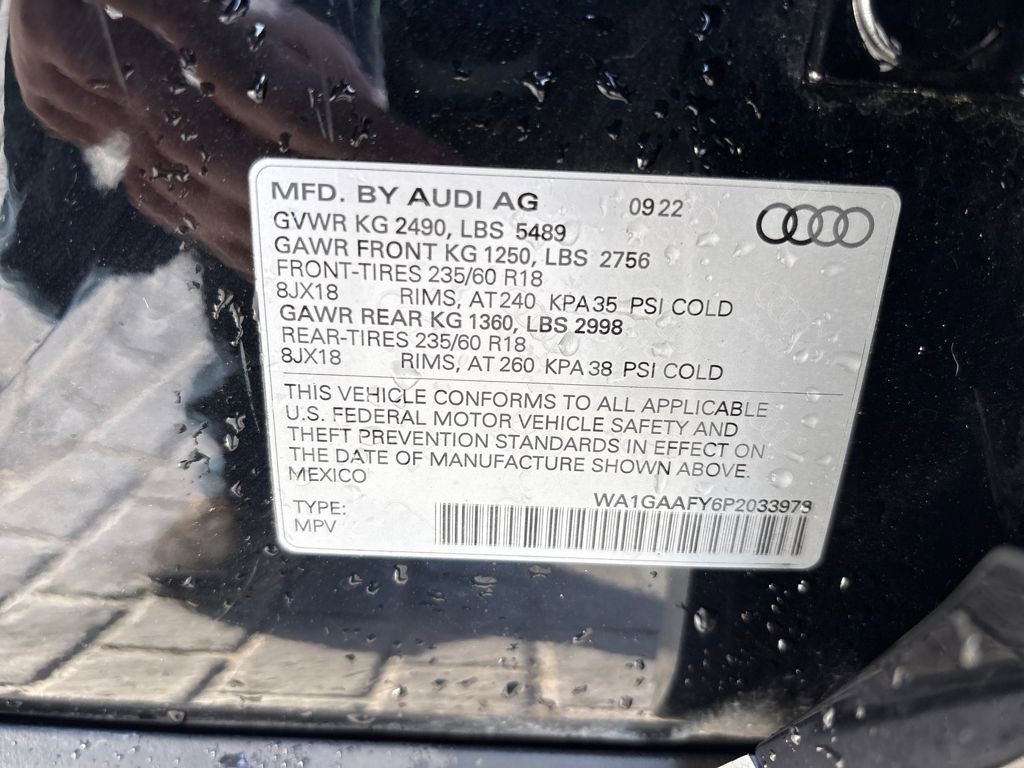 MFD. BY AUDI AG 09 22
GVWR KG 2490, LBS 5489
GAWR FRONT KG 1250, LBS 2756
FRONT-TIRES 235/60 R18
8JX18 RIMS, AT 240 KPA 35 PSI COLD
GAWR REAR KG 1360, LBS 2998
REAR-TIRES 235/60 R18
8JX18 RIMS, AT 260 KPA 38 PSI COLD
THIS VEHICLE CONFORMS TO ALL APPLICABLE
U.S. FEDERAL MOTOR VEHICLE SAFETY AND
THEFT PREVENTION STANDARDS IN EFFECT ON
THE DATE OF MANUFACTURE SHOWN ABOVE.
MEXICO
WA1GAAFY6P2033979
TYPE:
MPV